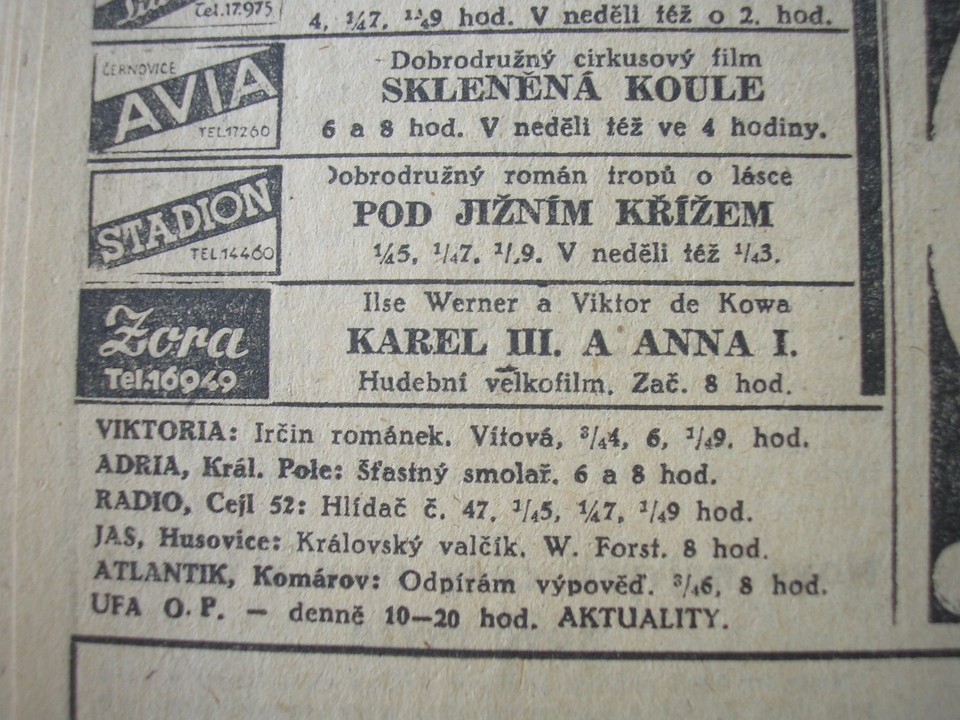 Tel.17.975
4, ¼7, ¼9 hod. V neděli též o 2. hod.
ČERNOVICE
AVIA
TEL.17260
Dobrodružný cirkusový film
SKLENĚNÁ KOULE
6 a 8 hod. V neděli též ve 4 hodiny.
STADION
TEL.14460
Dobrodružný román tropů o lásce
POD JIŽNÍM KŘÍŽEM
¼5, ¼7, ¼9. V neděli též ¼3.
Zora
Tel.16949
Ilse Werner a Viktor de Kowa
KAREL III. A ANNA I.
Hudební velkofilm. Zač. 8 hod.
VIKTORIA: Irčin románek. Vítová, ¾4, 6, ¼9. hod.
ADRIA, Král. Pole: Šťastný smolař. 6 a 8 hod.
RADIO, Cejl 52: Hlídač č. 47, ¼5, ¼7, ¼9 hod.
JAS, Husovice: Královský valčík. W. Forst. 8 hod.
ATLANTIK, Komárov: Odpírám výpověď. ¾6, 8 hod.
UFA O. P. — denně 10—20 hod. AKTUALITY.